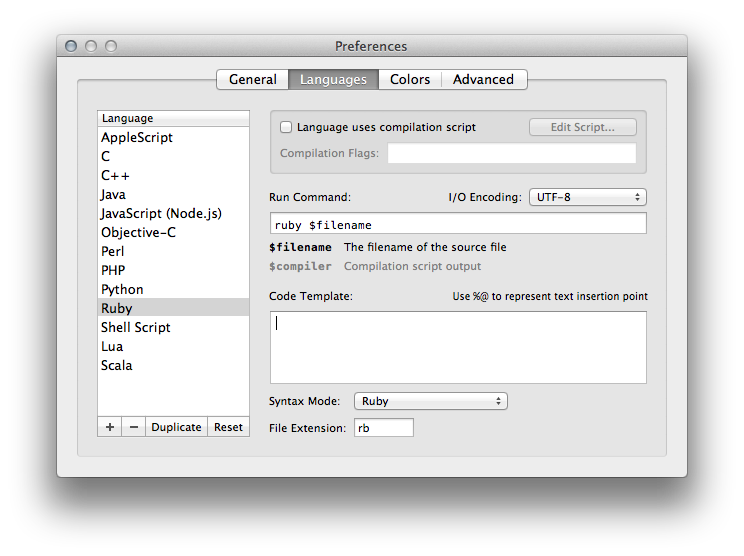 Preferences
General Languages Colors Advanced
Language
AppleScript
C
C++
Java
JavaScript (Node.js)
Objective-C
Perl
PHP
Python
Ruby
Shell Script
Lua
Scala
+ − Duplicate Reset
Language uses compilation script Edit Script...
Compilation Flags:
Run Command: I/O Encoding: UTF-8
ruby $filename
$filename The filename of the source file
$compiler Compilation script output
Code Template: Use %@ to represent text insertion point
Syntax Mode: Ruby
File Extension: rb